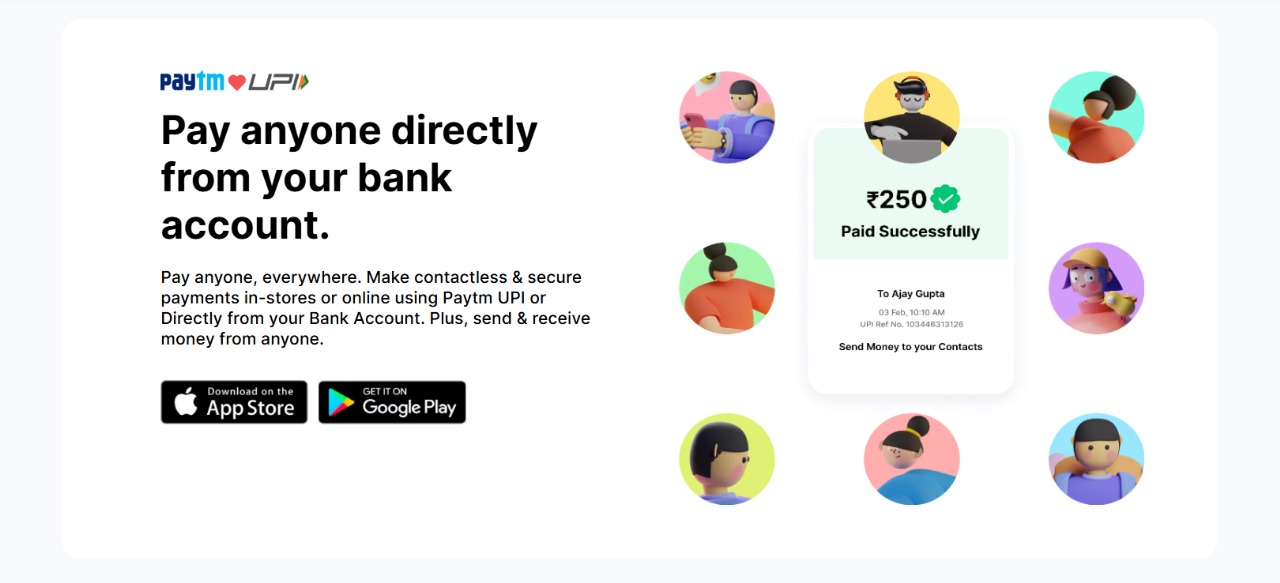 paytm UPI
Pay anyone directly
from your bank
account.
Pay anyone, everywhere. Make contactless & secure
payments in-stores or online using Paytm UPI or
Directly from your Bank Account. Plus, send & receive
money from anyone.
Download on the
App Store
GET IT ON
Google Play
₹250
Paid Successfully
To Ajay Gupta
03 Feb, 10:10 AM
UPI Ref No. 103446313126
Send Money to your Contacts